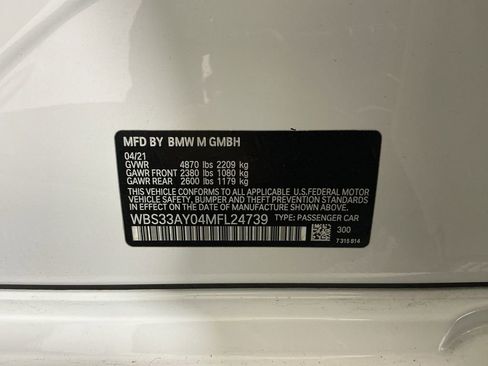 MFD BY BMW M GMBH
04/21
GVWR 4870 lbs 2209 kg
GAWR FRONT 2380 lbs 1080 kg
GAWR REAR 2600 lbs 1179 kg
THIS VEHICLE CONFORMS TO ALL APPLICABLE U.S.FEDERAL MOTOR
VEHICLE SAFETY, BUMPER, AND THEFT PREVENTION STANDARDS
IN EFFECT ON THE DATE OF MANUFACTURE SHOWN ABOVE.
WBS33AY04MFL24739 TYPE: PASSENGER CAR
300
7 315 814